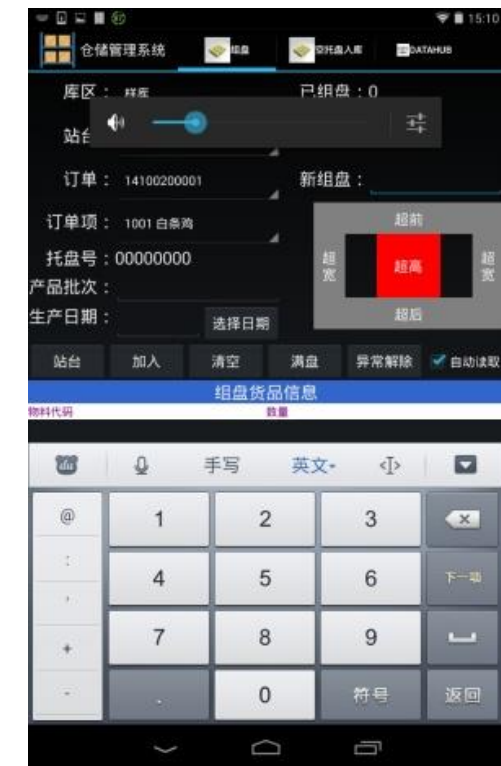 15:10
仓储管理系统 组盘 空托盘入库 DATAHUB
库区： 样库 已组盘：0
站台
订单： 14100200001 新组盘：
订单项： 1001 白条鸡
托盘号：00000000
产品批次：
生产日期： 选择日期
超前
超宽 超高 超宽
超后
站台 加入 清空 满盘 异常解除 自动读取
组盘货品信息
物料代码 数量
du 手写 英文
@ 1 2 3
: 4 5 6 下一项
,
+ 7 8 9
- . 0 符号 返回